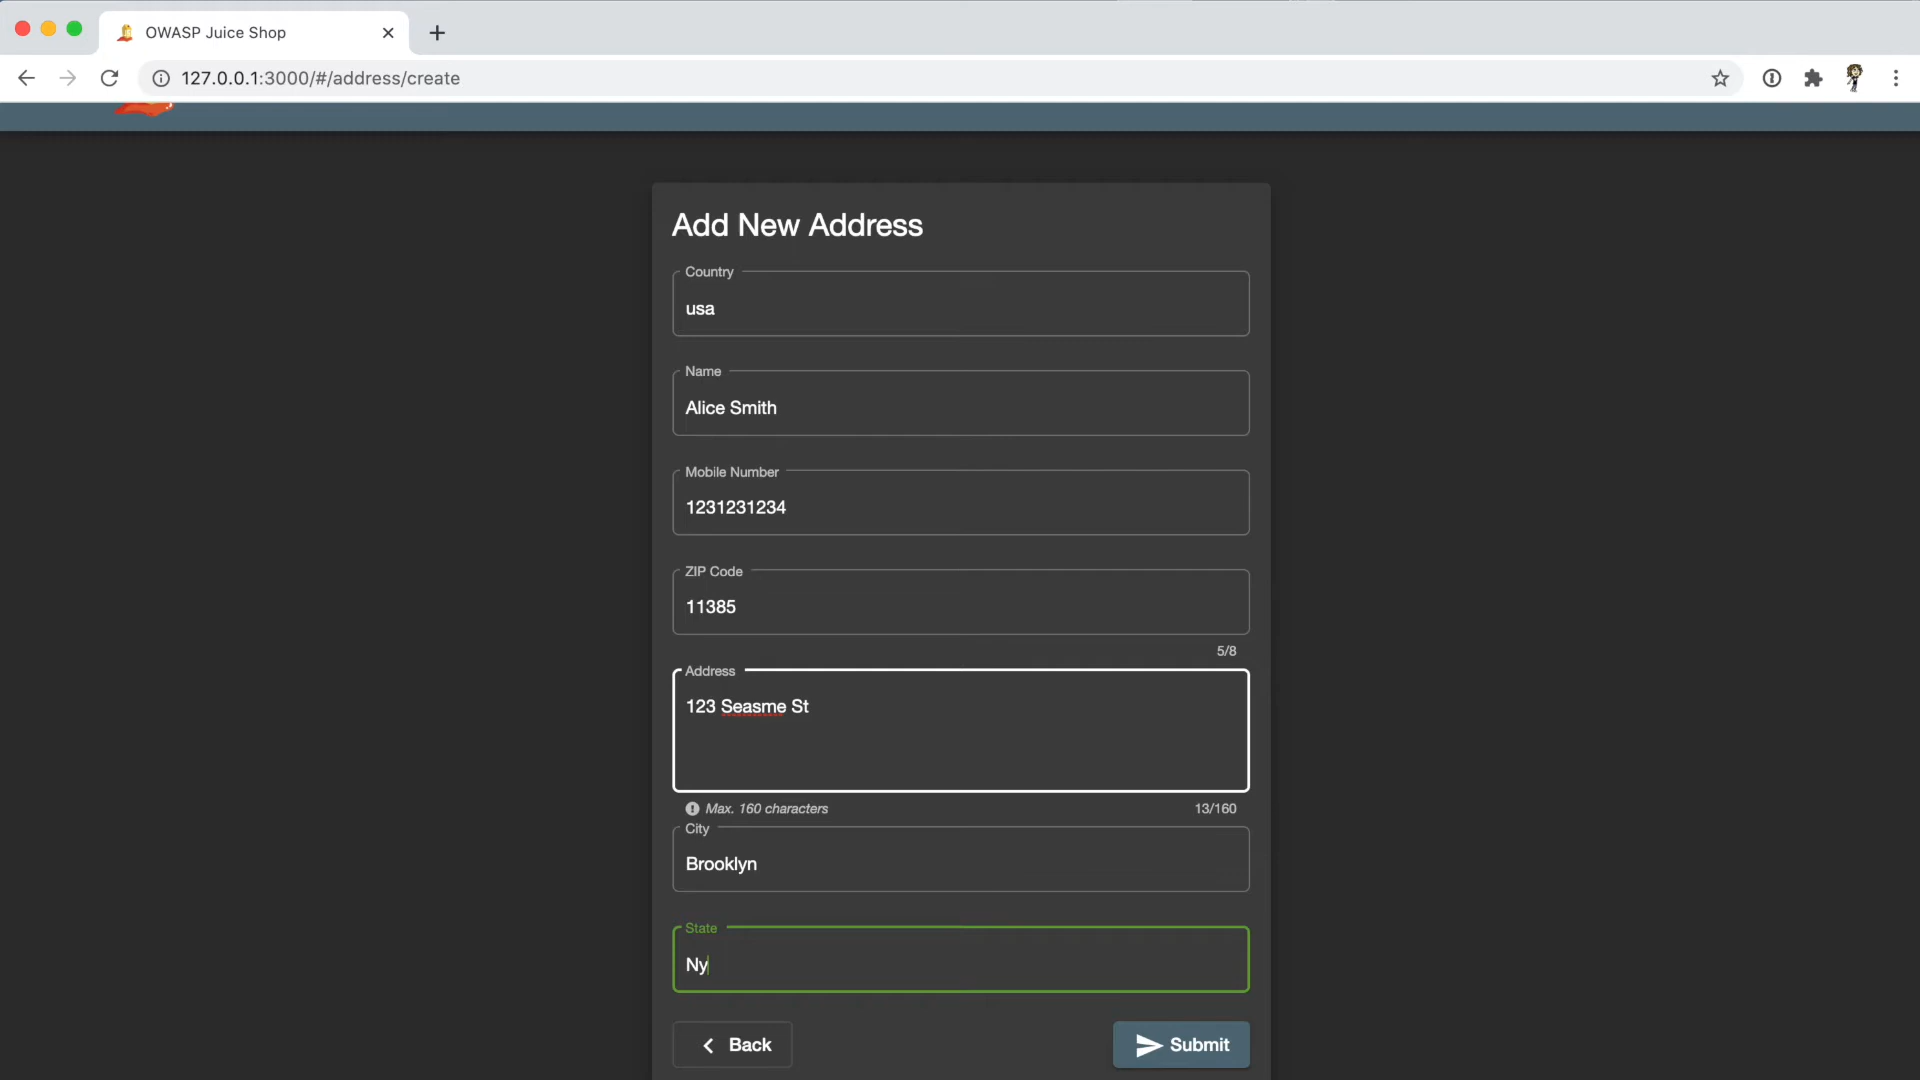 OWASP Juice Shop
127.0.0.1:3000/#/address/create
Add New Address
Country
usa
Name
Alice Smith
Mobile Number
1231231234
ZIP Code
11385
5/8
Address
123 Seasme St
Max. 160 characters 13/160
City
Brooklyn
State
Ny
Back Submit